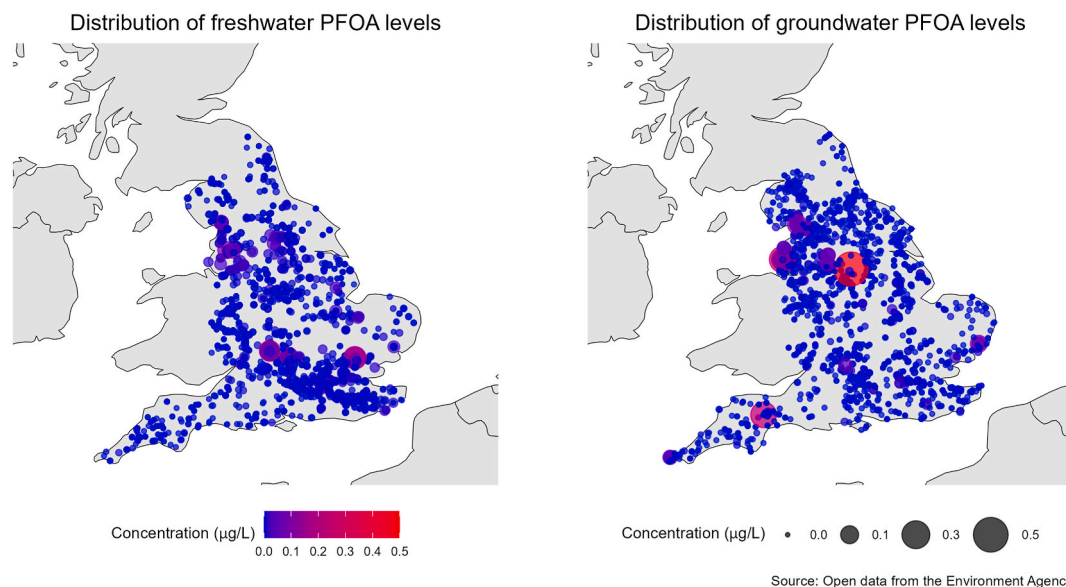 Distribution of freshwater PFOA levels
Distribution of groundwater PFOA levels
Concentration (µg/L)
0.0 0.1 0.2 0.3 0.4 0.5
Concentration (µg/L) 0.0 0.1 0.3 0.5
Source: Open data from the Environment Agenc